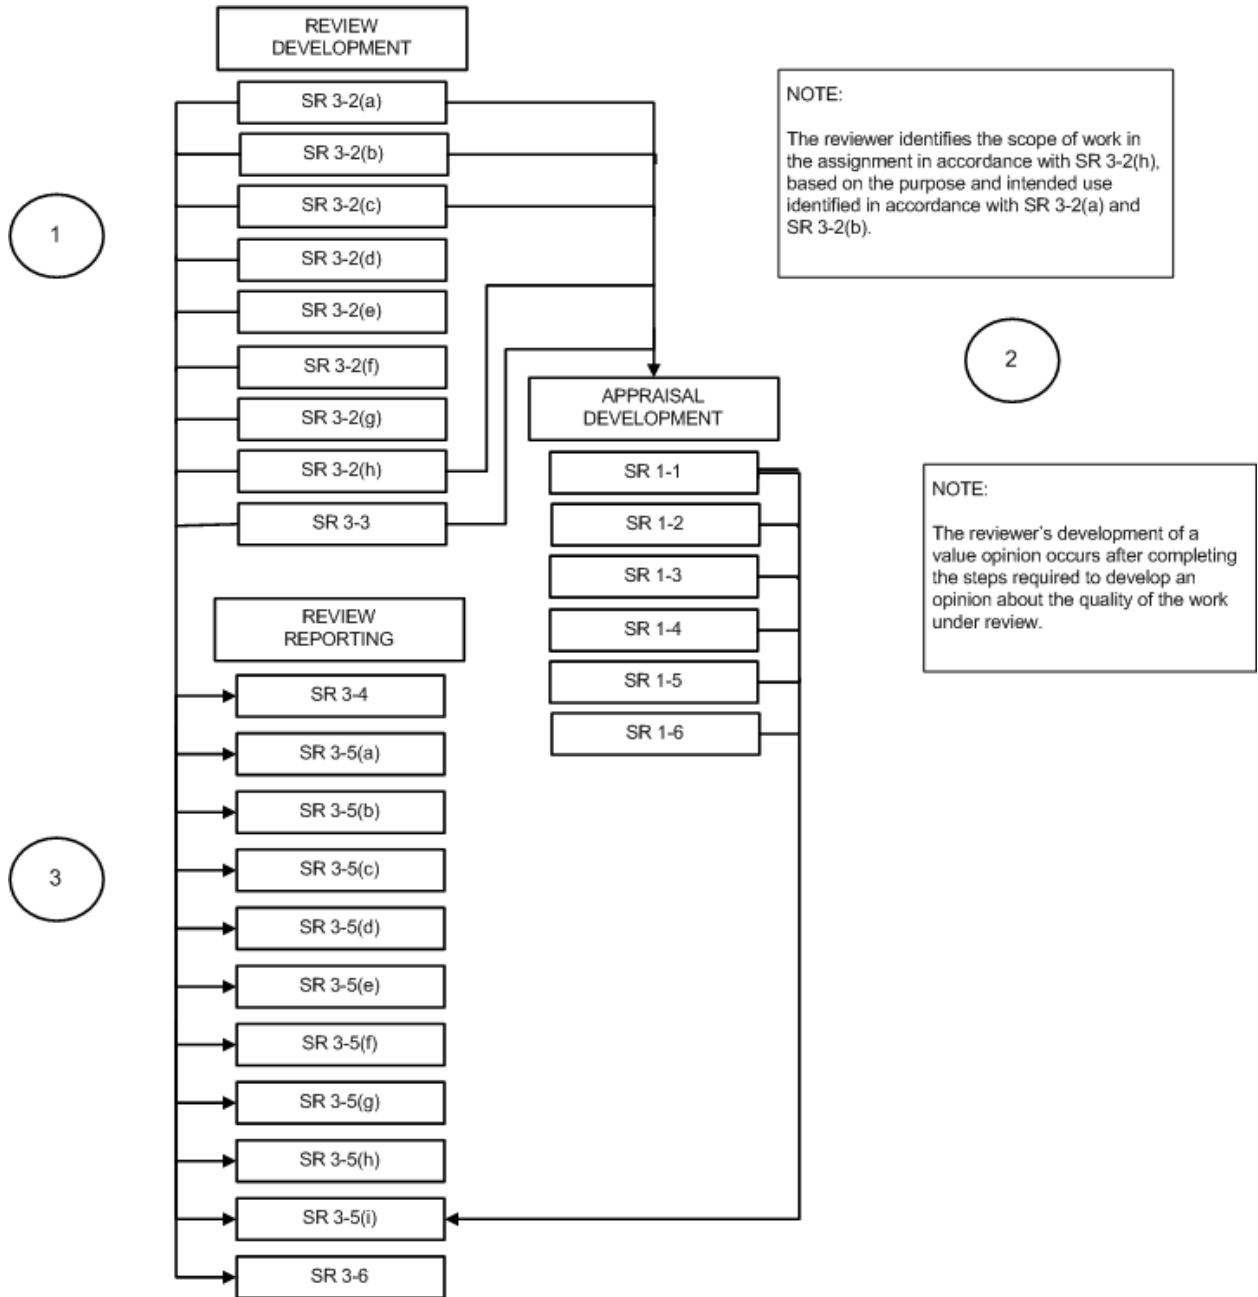 REVIEW
DEVELOPMENT
SR 3-2(a)
SR 3-2(b)
SR 3-2(c)
SR 3-2(d)
SR 3-2(e)
SR 3-2(f)
SR 3-2(g)
SR 3-2(h)
SR 3-3
1
NOTE:
The reviewer identifies the scope of work in
the assignment in accordance with SR 3-2(h),
based on the purpose and intended use
identified in accordance with SR 3-2(a) and
SR 3-2(b).
2
APPRAISAL
DEVELOPMENT
SR 1-1
SR 1-2
SR 1-3
SR 1-4
SR 1-5
SR 1-6
NOTE:
The reviewer's development of a
value opinion occurs after completing
the steps required to develop an
opinion about the quality of the work
under review.
REVIEW
REPORTING
SR 3-4
SR 3-5(a)
SR 3-5(b)
SR 3-5(c)
SR 3-5(d)
SR 3-5(e)
SR 3-5(f)
SR 3-5(g)
SR 3-5(h)
SR 3-5(i)
SR 3-6
3